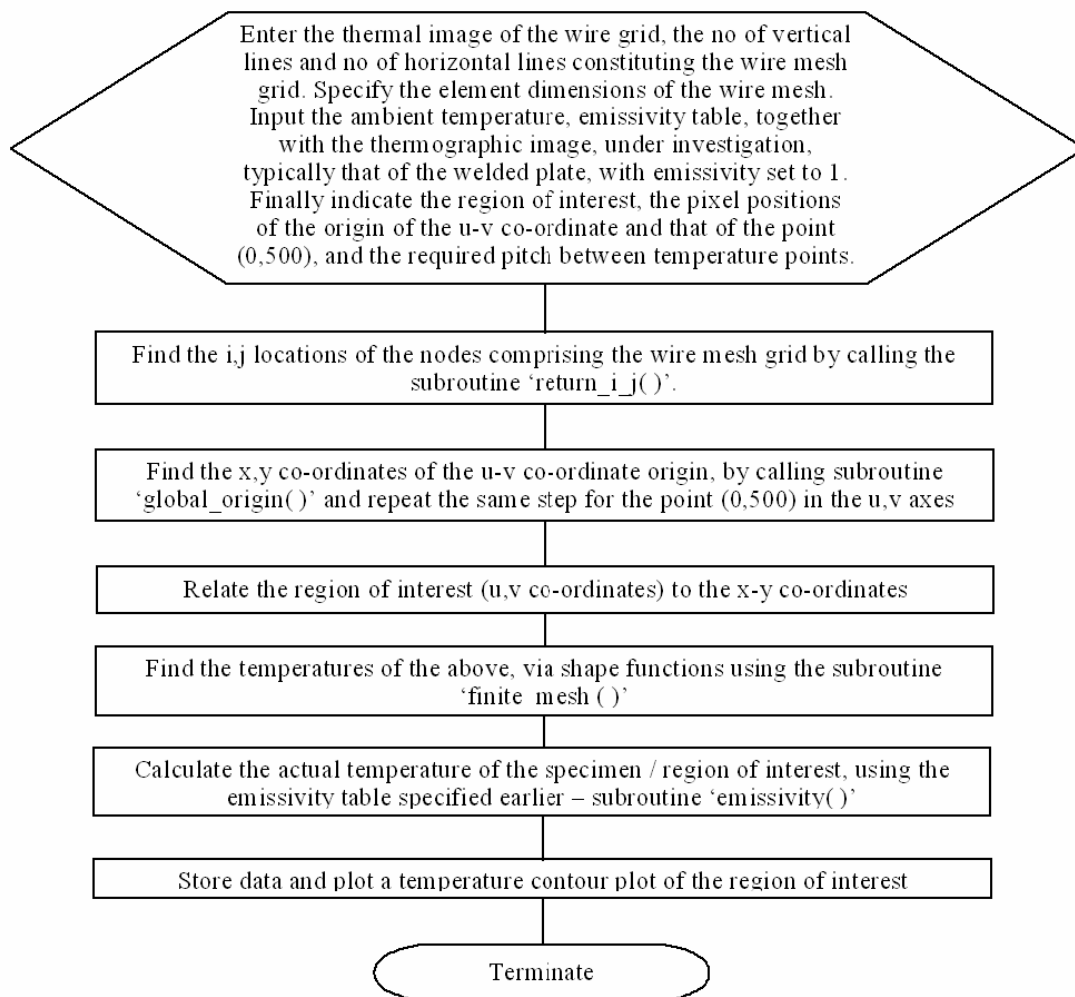 Enter the thermal image of the wire grid, the no of vertical
lines and no of horizontal lines constituting the wire mesh
grid. Specify the element dimensions of the wire mesh.
Input the ambient temperature, emissivity table, together
with the thermographic image, under investigation,
typically that of the welded plate, with emissivity set to 1.
Finally indicate the region of interest, the pixel positions
of the origin of the u-v co-ordinate and that of the point
(0,500), and the required pitch between temperature points.
Find the i,j locations of the nodes comprising the wire mesh grid by calling the
subroutine ‘return_i_j( )’.
Find the x,y co-ordinates of the u-v co-ordinate origin, by calling subroutine
‘global_origin( )’ and repeat the same step for the point (0,500) in the u,v axes
Relate the region of interest (u,v co-ordinates) to the x-y co-ordinates
Find the temperatures of the above, via shape functions using the subroutine
‘finite_mesh ( )’
Calculate the actual temperature of the specimen / region of interest, using the
emissivity table specified earlier – subroutine ‘emissivity( )’
Store data and plot a temperature contour plot of the region of interest
Terminate